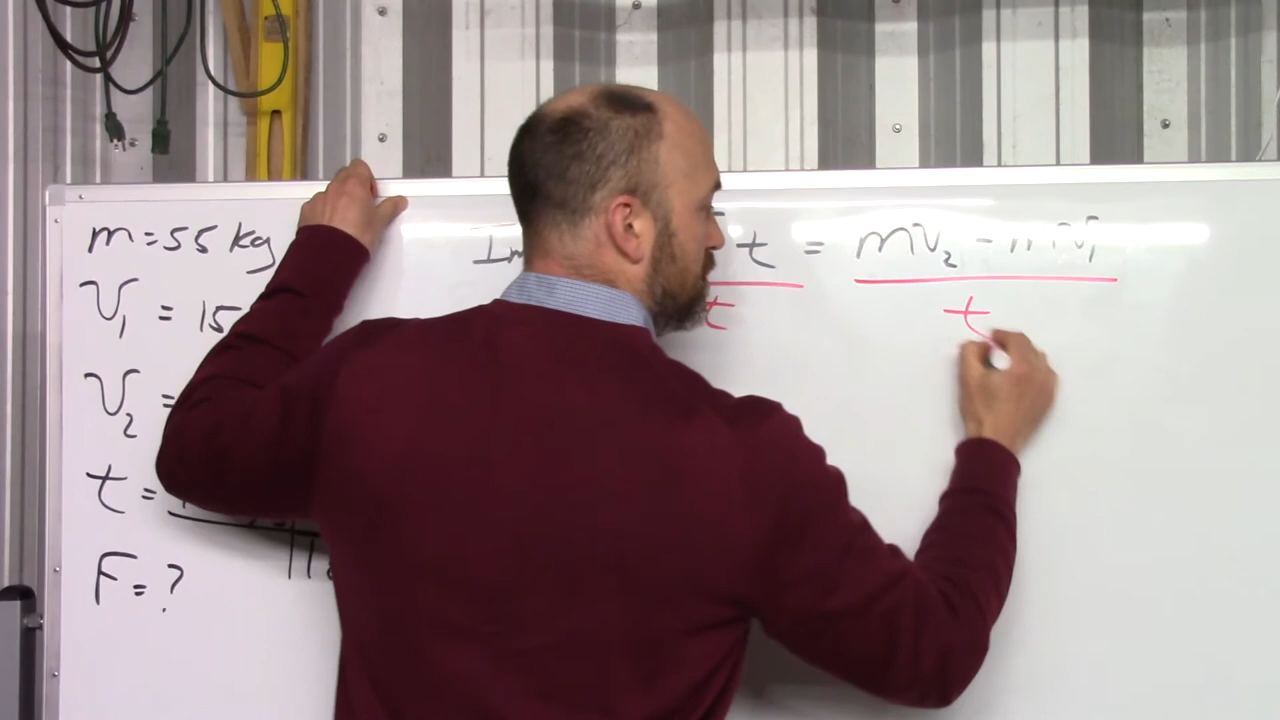 m=55 kg
t = mv₂ - mv₁
t t
v₁ = 15
v₂ =
t =
F = ?